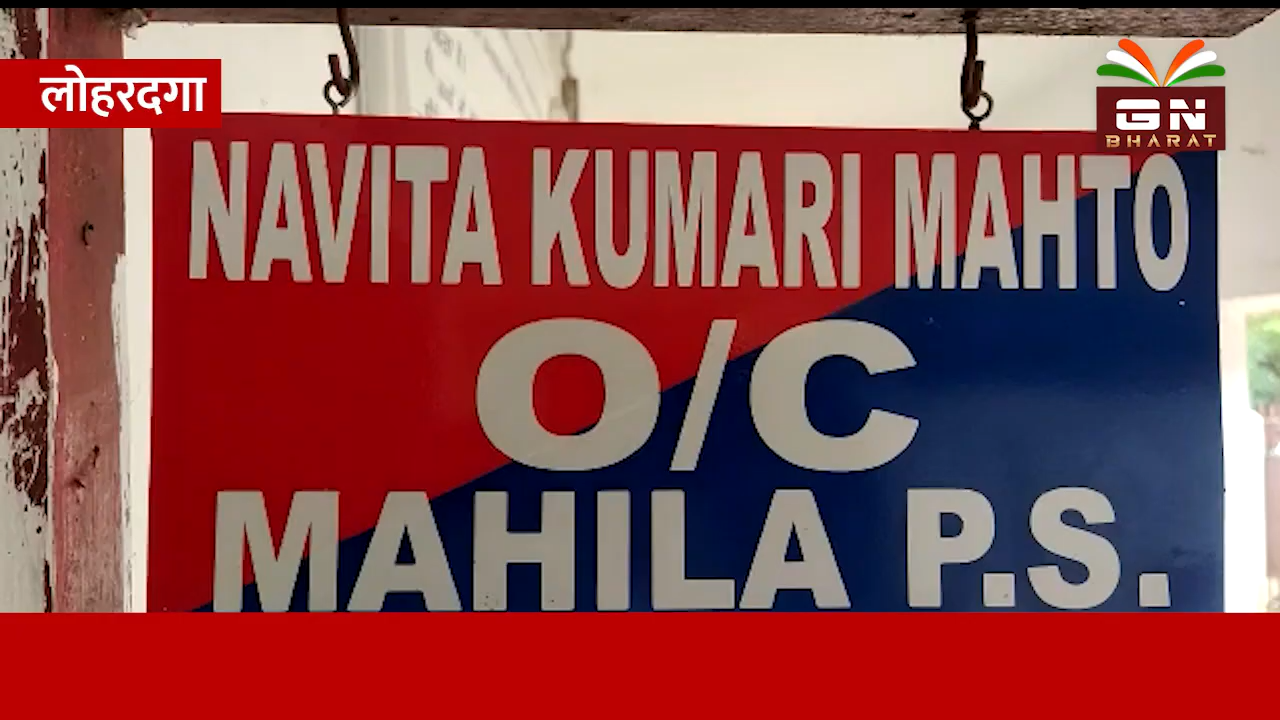 लोहरदगा
GN
BHARAT
NAVITA KUMARI MAHTO
O/C
MAHILA P.S.